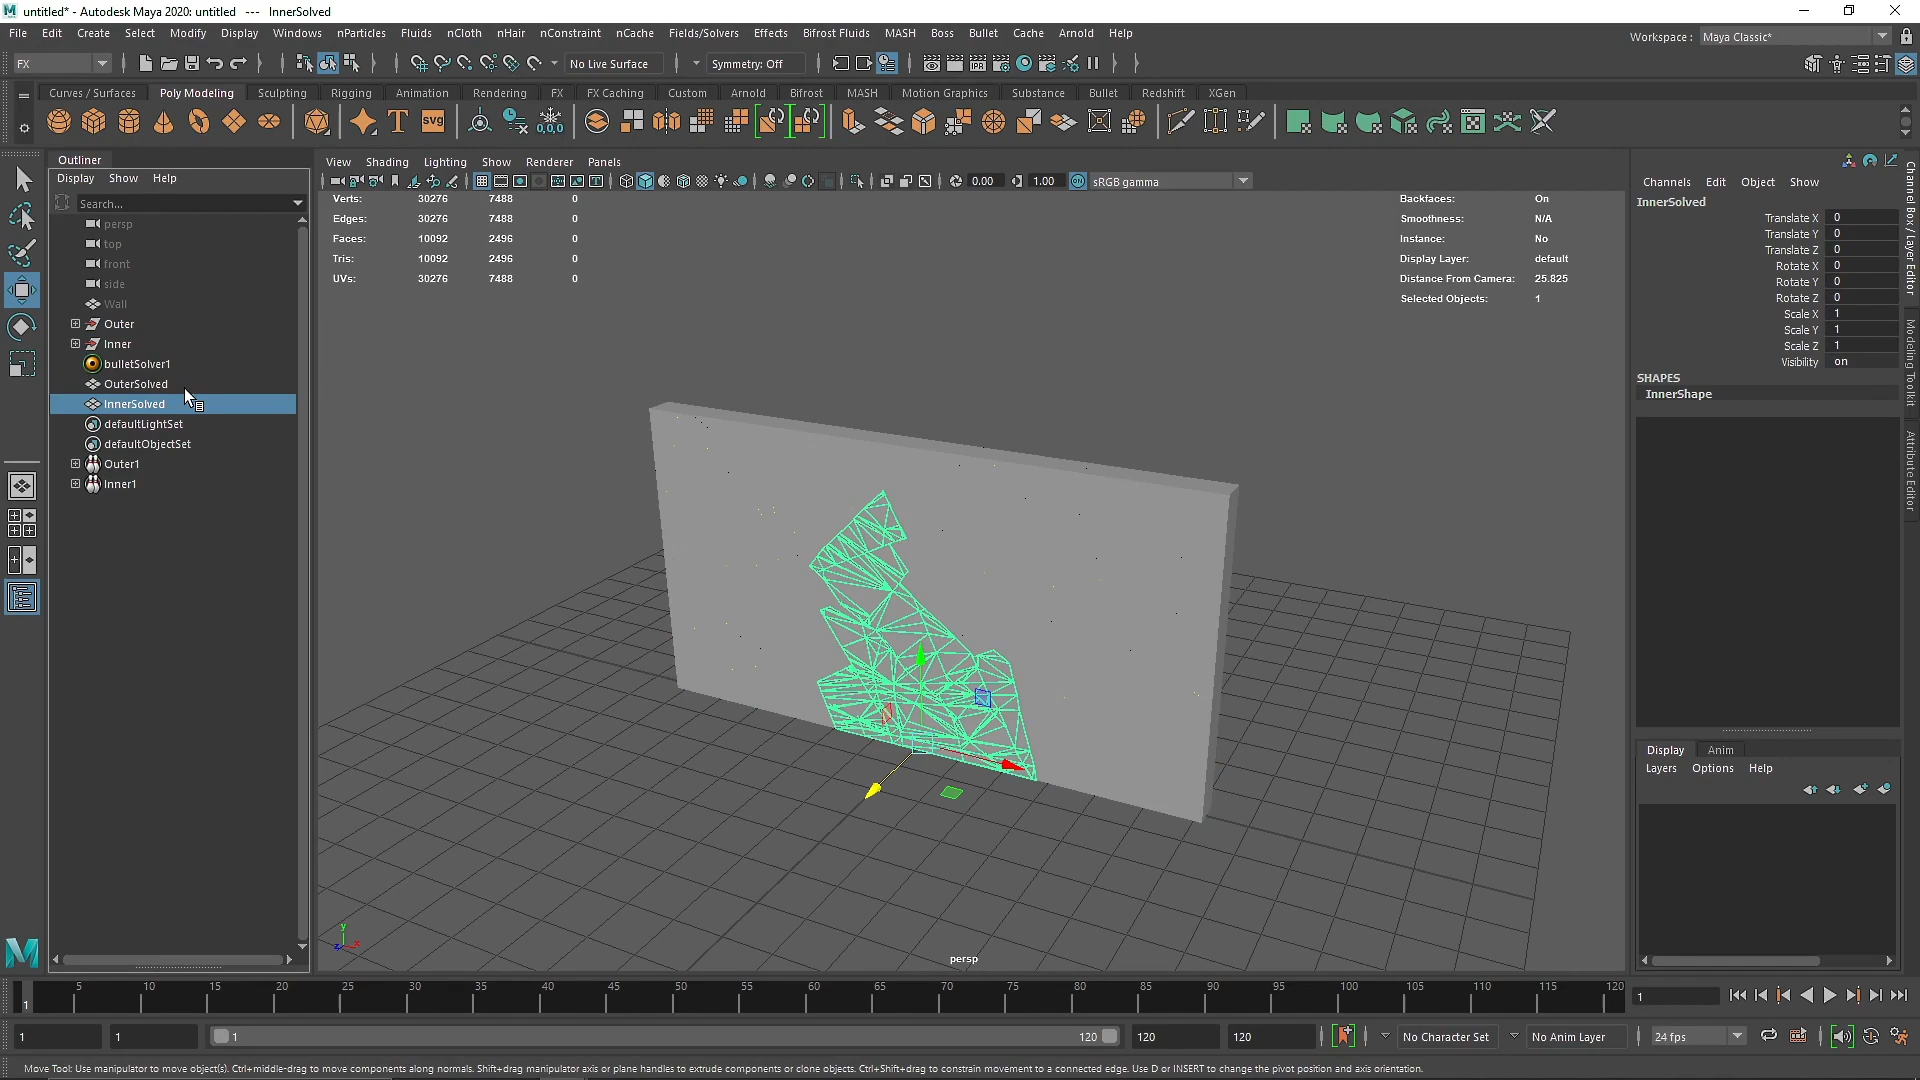 untitled* - Autodesk Maya 2020: untitled --- InnerSolved
File Edit Create Select Modify Display Windows nParticles Fluids nCloth nHair nConstraint nCache Fields/Solvers Effects Bifrost Fluids MASH Boss Bullet Cache Arnold Help
Workspace : Maya Classic*
FX No Live Surface Symmetry: Off
Curves / Surfaces Poly Modeling Sculpting Rigging Animation Rendering FX FX Caching Custom Arnold Bifrost MASH Motion Graphics Substance Bullet Redshift XGen
T svg 0,0,0
Outliner
Display Show Help
Search...
persp
top
front
side
Wall
Outer
Inner
bulletSolver1
OuterSolved
InnerSolved
defaultLightSet
defaultObjectSet
Outer1
Inner1
View Shading Lighting Show Renderer Panels
0.00 1.00 ON sRGB gamma
Verts: 30276 7488 0
Edges: 30276 7488 0
Faces: 10092 2496 0
Tris: 10092 2496 0
UVs: 30276 7488 0
Backfaces: On
Smoothness: N/A
Instance: No
Display Layer: default
Distance From Camera: 25.825
Selected Objects: 1
y
z x
persp
Channels Edit Object Show
InnerSolved
Translate X 0
Translate Y 0
Translate Z 0
Rotate X 0
Rotate Y 0
Rotate Z 0
Scale X 1
Scale Y 1
Scale Z 1
Visibility on
SHAPES
InnerShape
Display Anim
Layers Options Help
Channel Box / Layer Editor
Modeling Toolkit
Attribute Editor
5 10 15 20 25 30 35 40 45 50 55 60 65 70 75 80 85 90 95 100 105 110 115 120
1 1
1 1 1 120 120 120 No Character Set No Anim Layer 24 fps
Move Tool: Use manipulator to move object(s). Ctrl+middle-drag to move components along normals. Shift+drag manipulator axis or plane handles to extrude components or clone objects. Ctrl+Shift+drag to constrain movement to a connected edge. Use D or INSERT to change the pivot position and axis orientation.